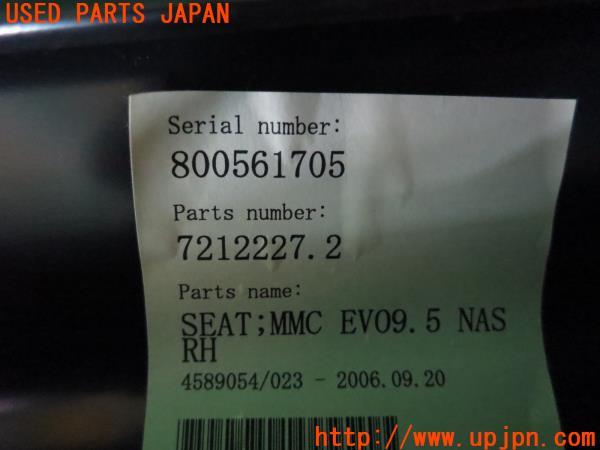 USED PARTS JAPAN
Serial number:
800561705
Parts number:
7212227.2
Parts name:
SEAT;MMC EVO9.5 NAS
RH
4589054/023 - 2006.09.20
http://www.upjpn.com/